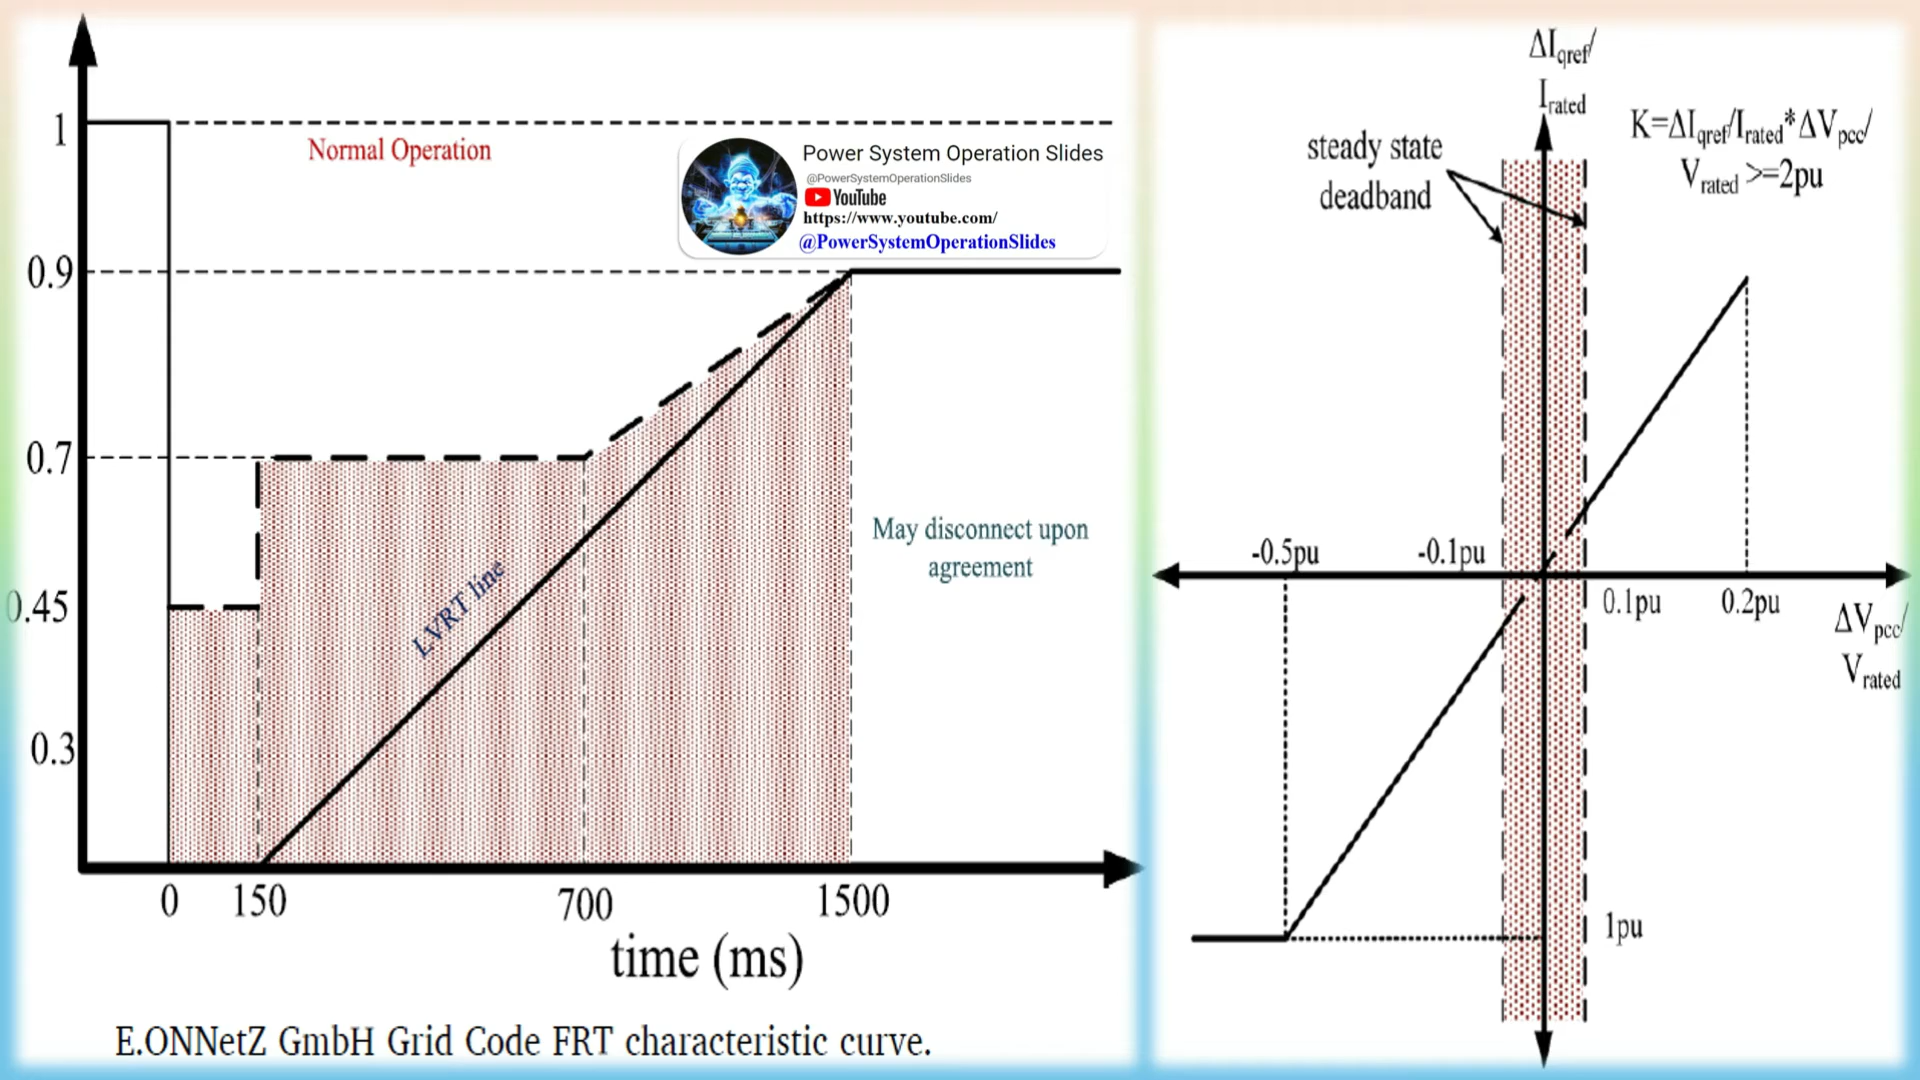 1
0.9
0.7
0.45
0.3
Normal Operation
Power System Operation Slides
@PowerSystemOperationSlides
YouTube
https://www.youtube.com/
@PowerSystemOperationSlides
LVRT line
May disconnect upon
agreement
0 150 700 1500
time (ms)
E.ONNetZ GmbH Grid Code FRT characteristic curve.
ΔIqref/
Irated
K=ΔIqref/Irated*ΔVpcc/
Vrated >=2pu
steady state
deadband
-0.5pu -0.1pu
0.1pu 0.2pu
ΔVpcc/
Vrated
1pu